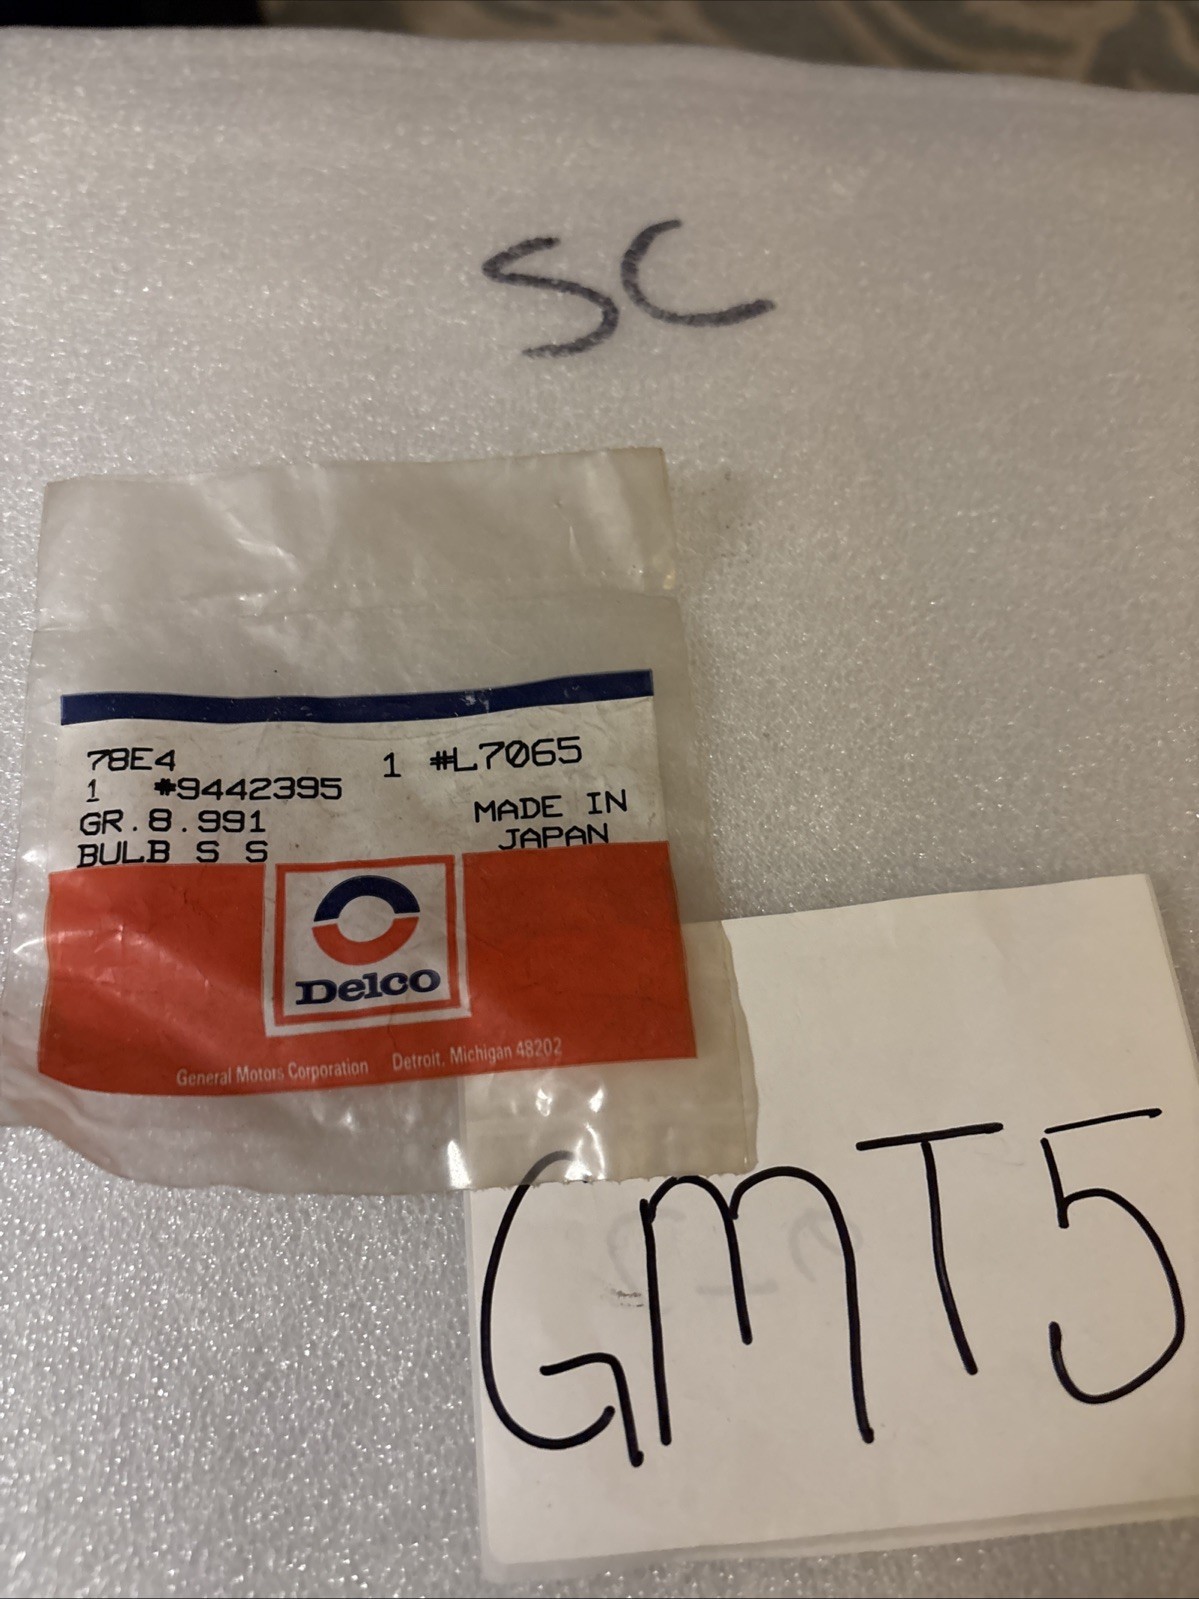 SC
78E4
1 #L7065
1 #9442395
GR.8.991
MADE IN
JAPAN
BULB S S
Delco
General Motors Corporation Detroit, Michigan 48202
GMT5